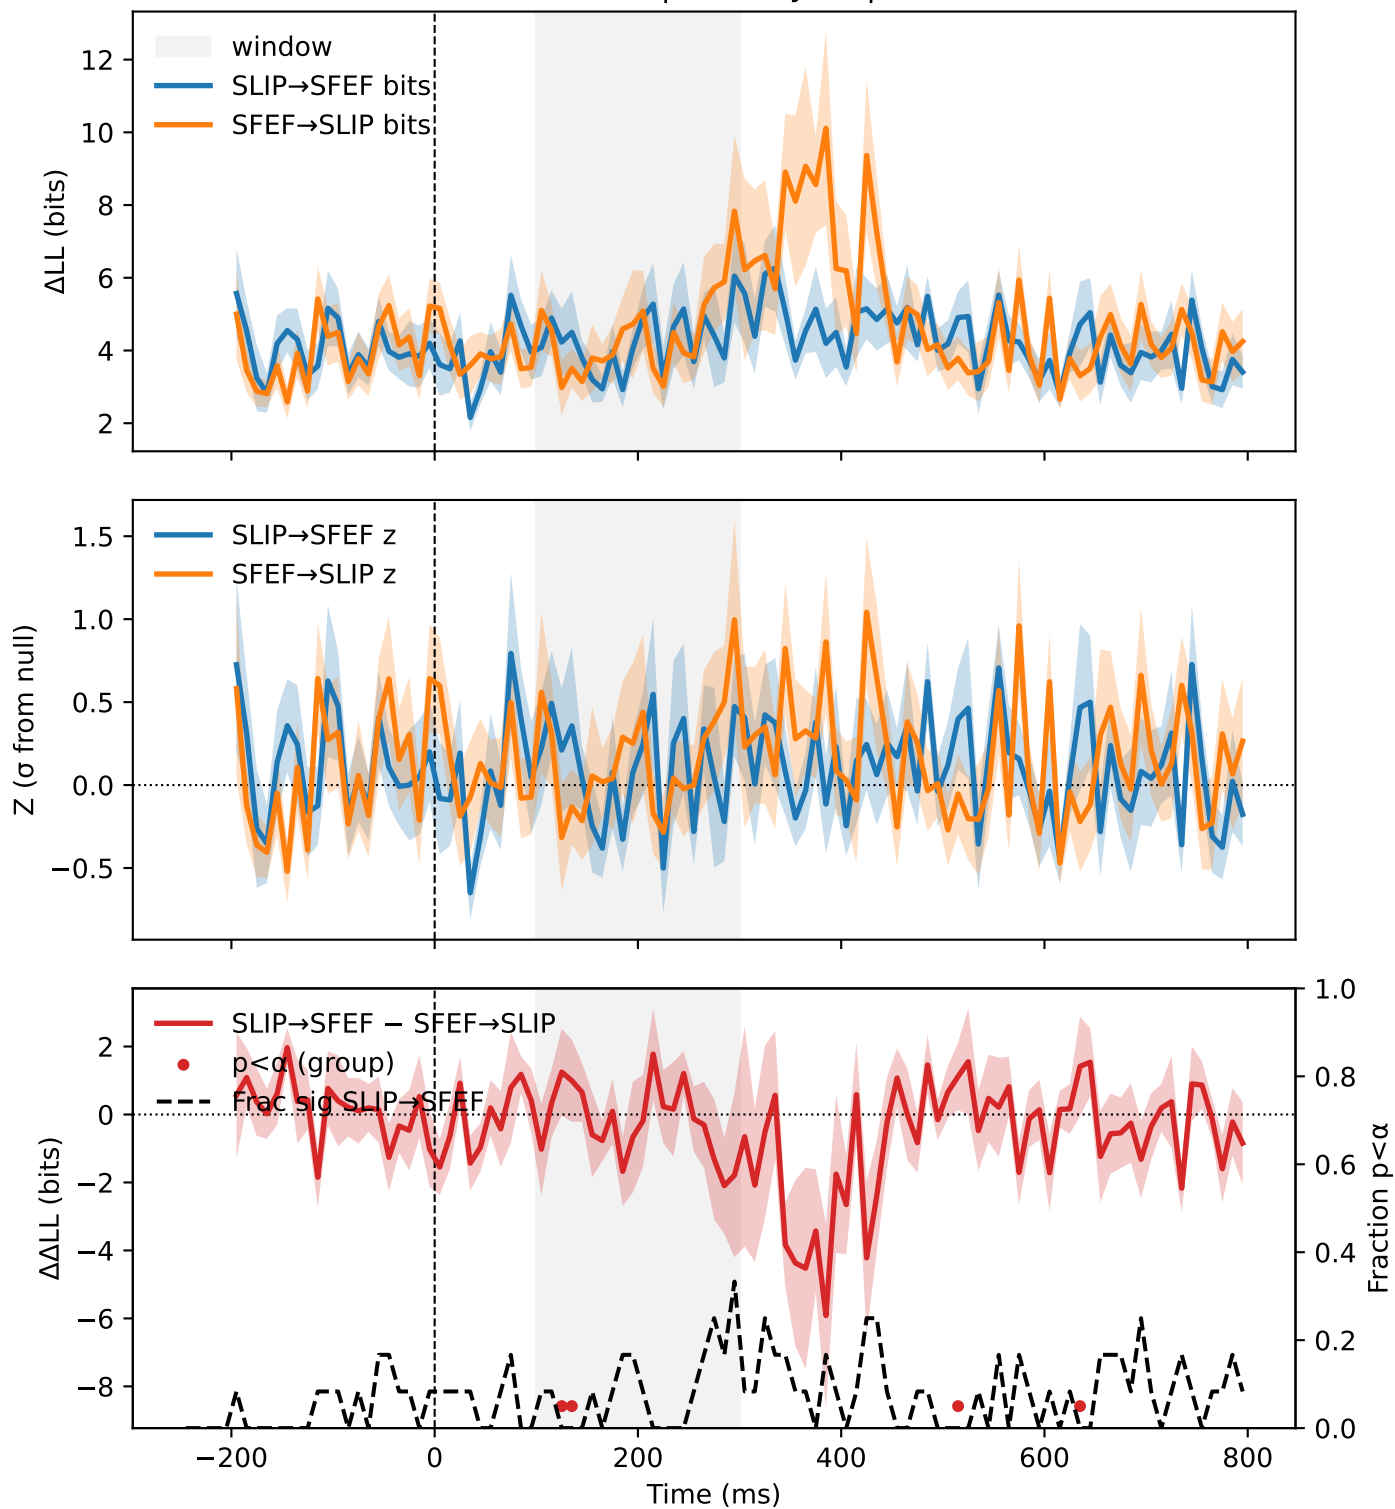 window
SLIP→SFEF bits
SFEF→SLIP bits
12
10
8
6
4
2
ΔLL (bits)
SLIP→SFEF z
SFEF→SLIP z
1.5
1.0
0.5
0.0
−0.5
Z (σ from null)
SLIP→SFEF − SFEF→SLIP
p<α (group)
Frac sig SLIP→SFEF
2
0
−2
−4
−6
−8
ΔΔLL (bits)
1.0
0.8
0.6
0.4
0.2
0.0
Fraction p<α
−200
0
200
400
600
800
Time (ms)